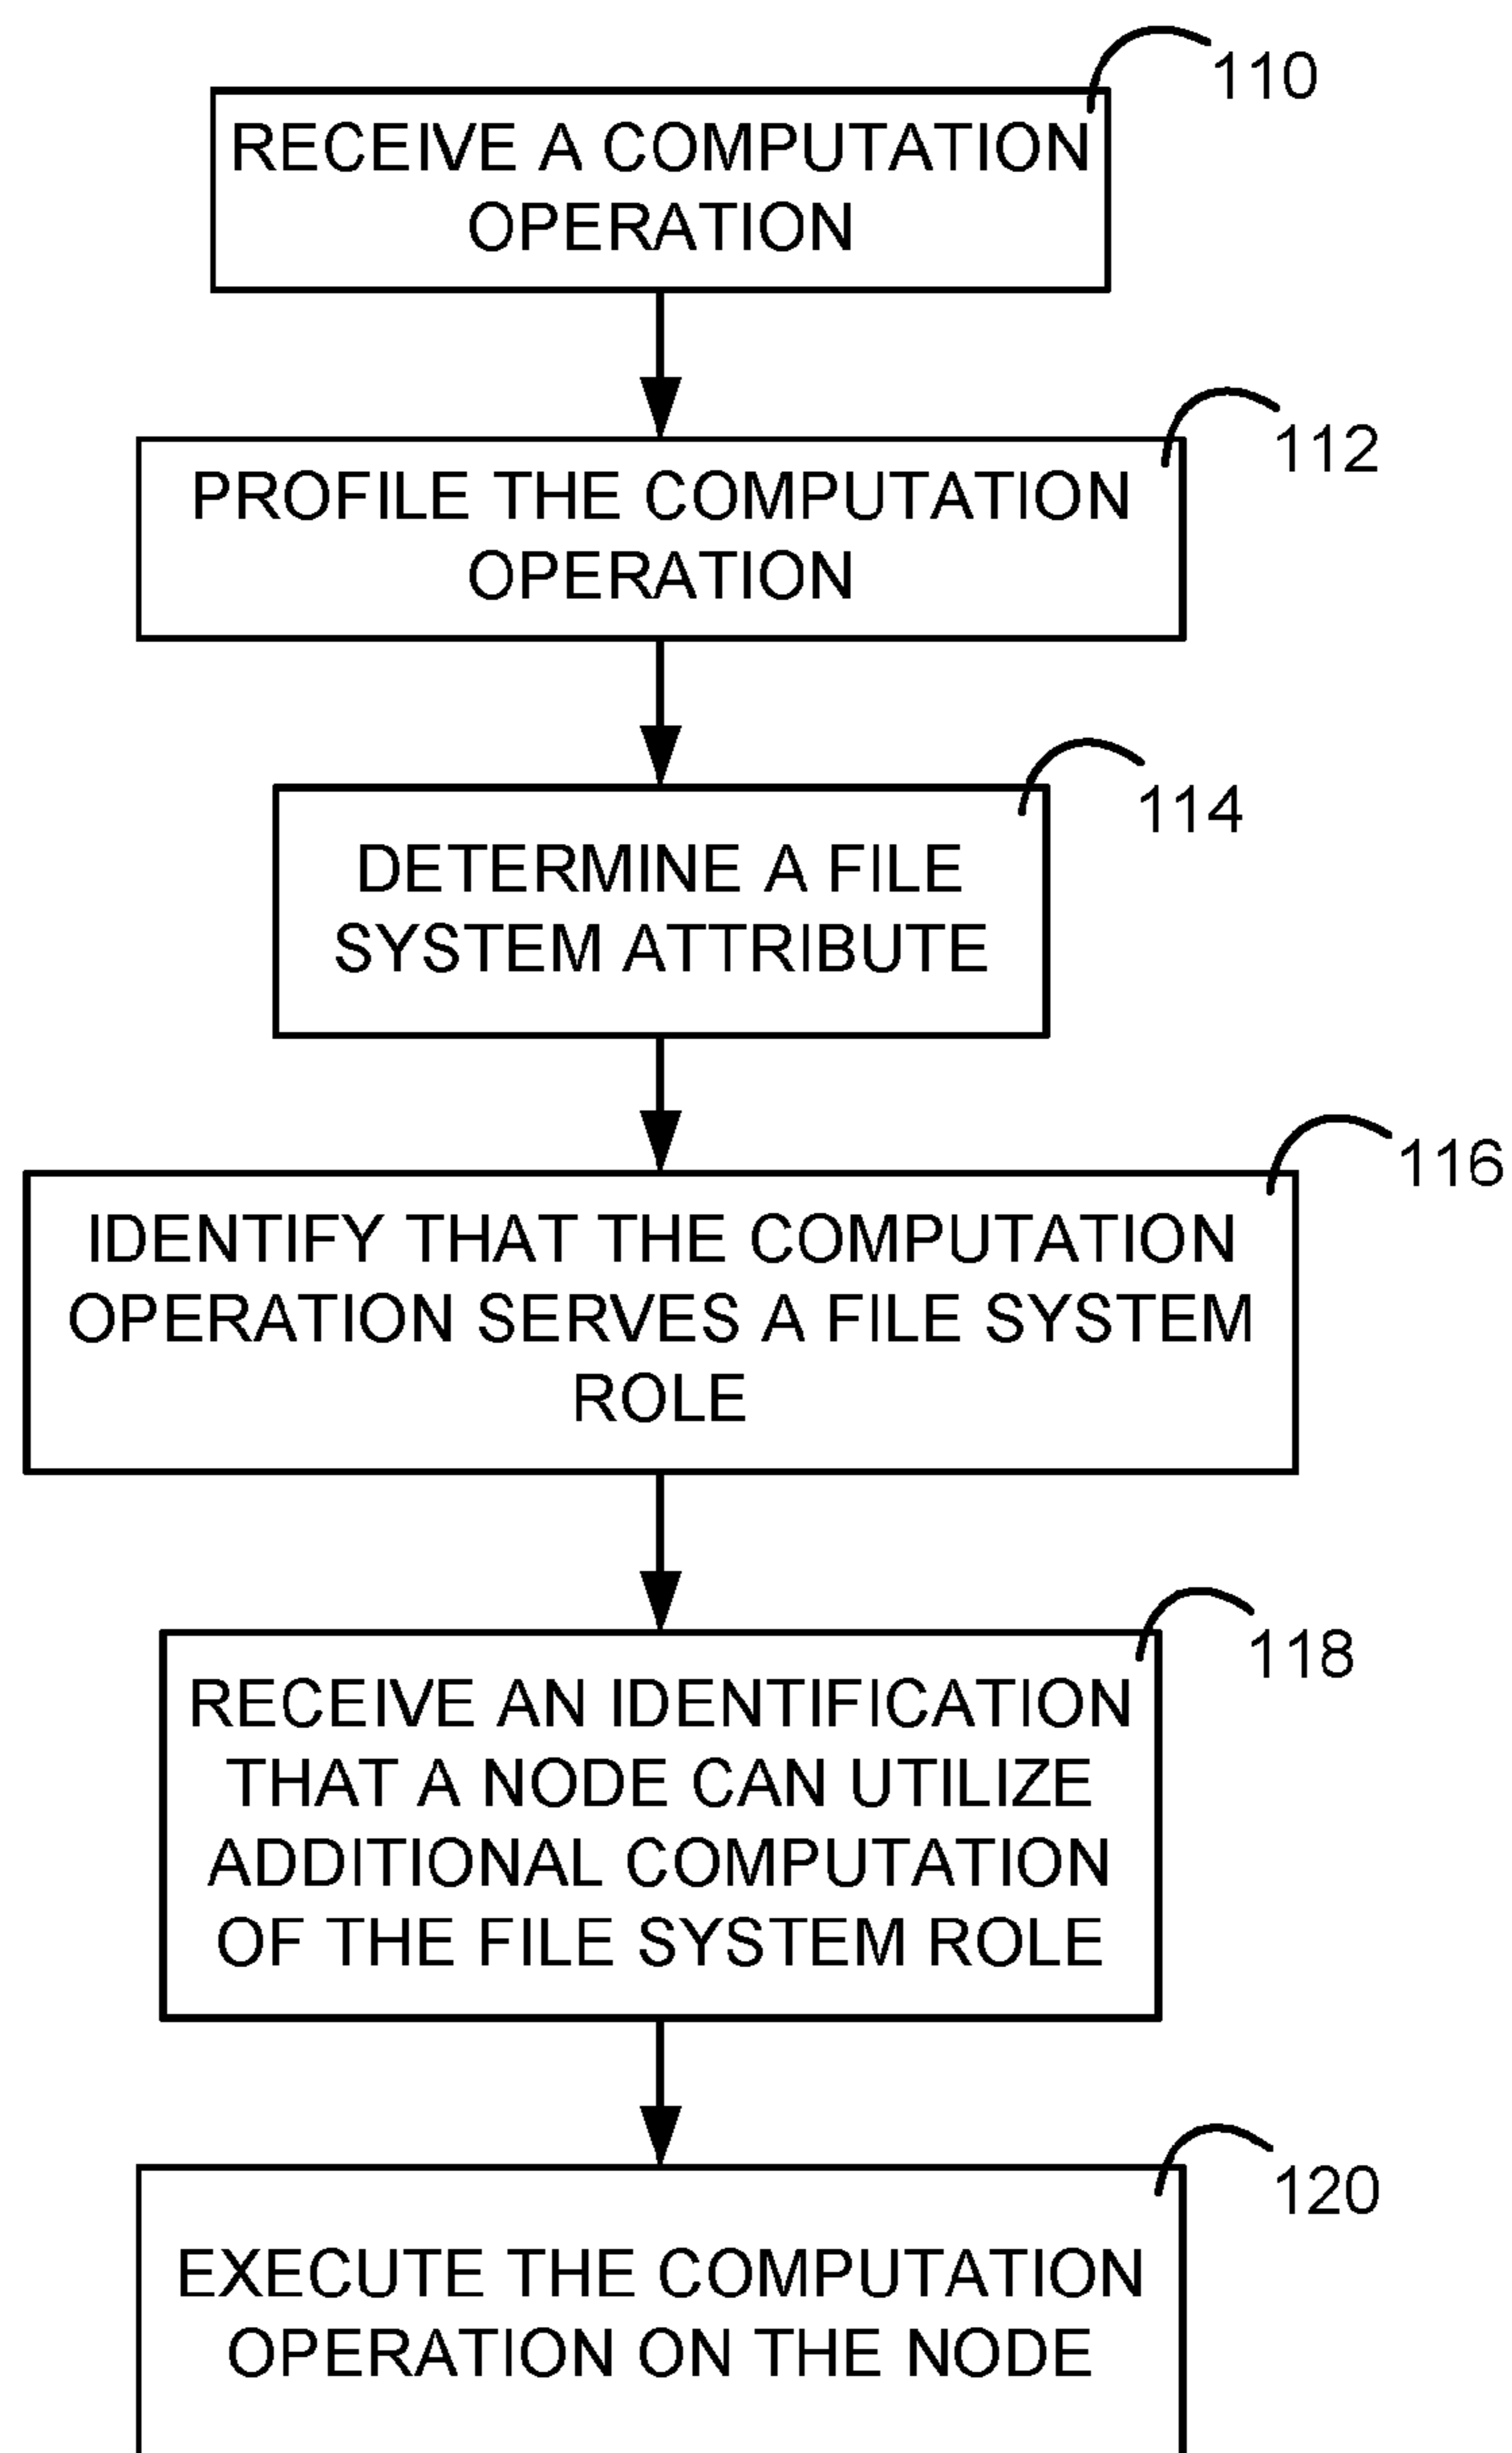 110
RECEIVE A COMPUTATION
OPERATION
112
PROFILE THE COMPUTATION
OPERATION
114
DETERMINE A FILE
SYSTEM ATTRIBUTE
116
IDENTIFY THAT THE COMPUTATION
OPERATION SERVES A FILE SYSTEM
ROLE
118
RECEIVE AN IDENTIFICATION
THAT A NODE CAN UTILIZE
ADDITIONAL COMPUTATION
OF THE FILE SYSTEM ROLE
120
EXECUTE THE COMPUTATION
OPERATION ON THE NODE